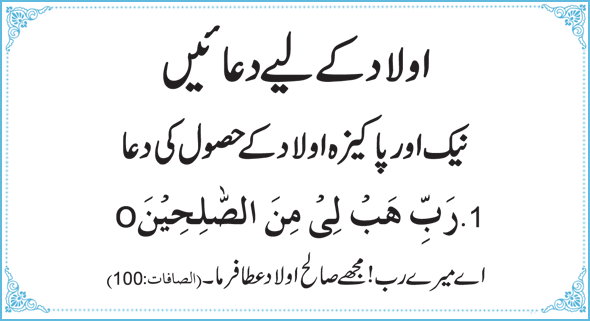 اولاد کے لیے دعائیں
نیک اور پاکیزہ اولاد کے حصول کی دعا
1. رَبِّ هَبْ لِیْ مِنَ الصّٰلِحِیْنَ o
اے میرے رب! مجھے صالح اولاد عطا فرما۔ (الصافات:100)